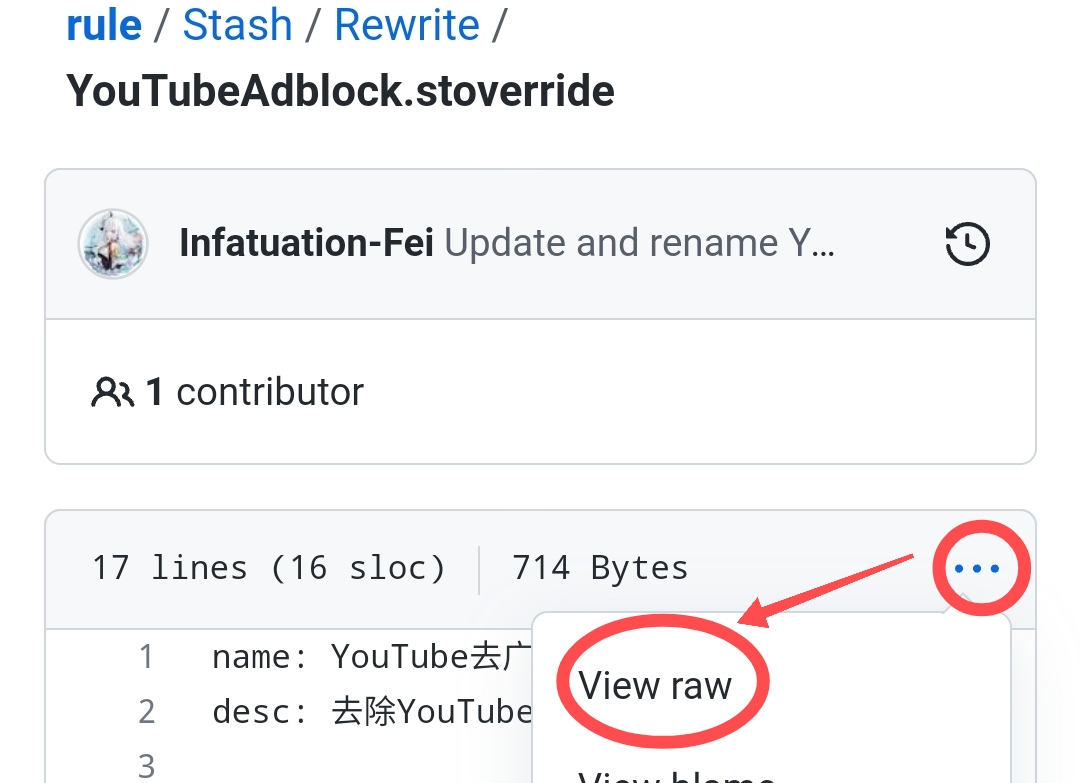 rule / Stash / Rewrite /
YouTubeAdblock.stoverride
Infatuation-Fei Update and rename Y...
1 contributor
17 lines (16 sloc) 714 Bytes
1 name: YouTube去广
View raw
2 desc: 去除YouTube
3
View blame